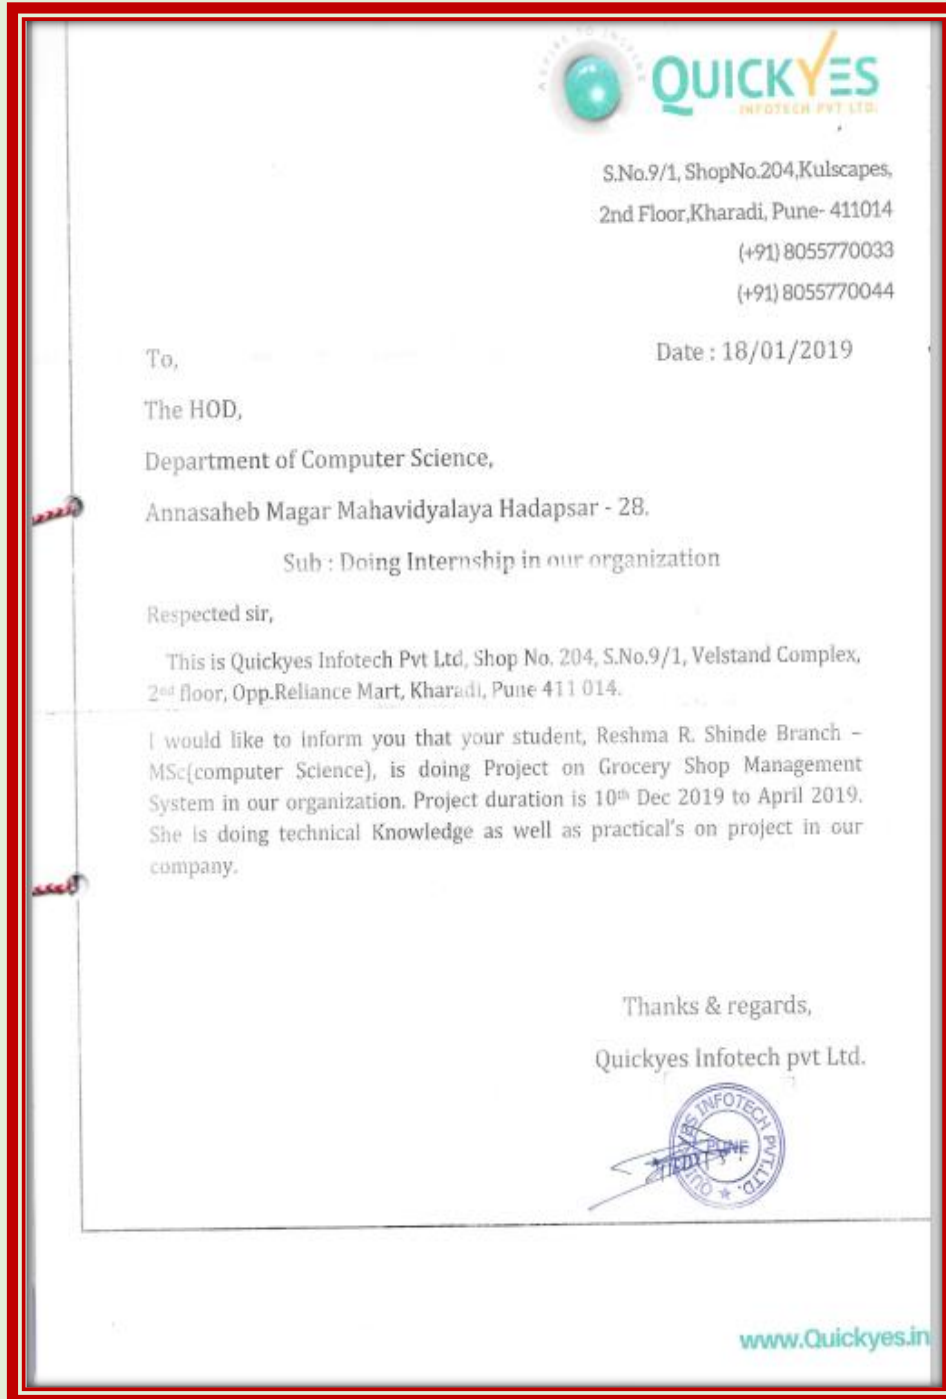 ASPIRE TO INSPIRE
QUICKYES
INFOTECH PVT LTD.
S.No.9/1, ShopNo.204,Kulscapes,
2nd Floor,Kharadi, Pune- 411014
(+91) 8055770033
(+91) 8055770044
To,
Date : 18/01/2019
The HOD,
Department of Computer Science,
Annasaheb Magar Mahavidyalaya Hadapsar - 28.
Sub : Doing Internship in our organization
Respected sir,
This is Quickyes Infotech Pvt Ltd, Shop No. 204, S.No.9/1, Velstand Complex,
2nd floor, Opp.Reliance Mart, Kharadi, Pune 411 014.
I would like to inform you that your student, Reshma R. Shinde Branch –
MSc(computer Science), is doing Project on Grocery Shop Management
System in our organization. Project duration is 10th Dec 2019 to April 2019.
She is doing technical Knowledge as well as practical's on project in our
company.
Thanks & regards,
Quickyes Infotech pvt Ltd.
INFOTECH PVT.LTD.
PUNE
www.Quickyes.in